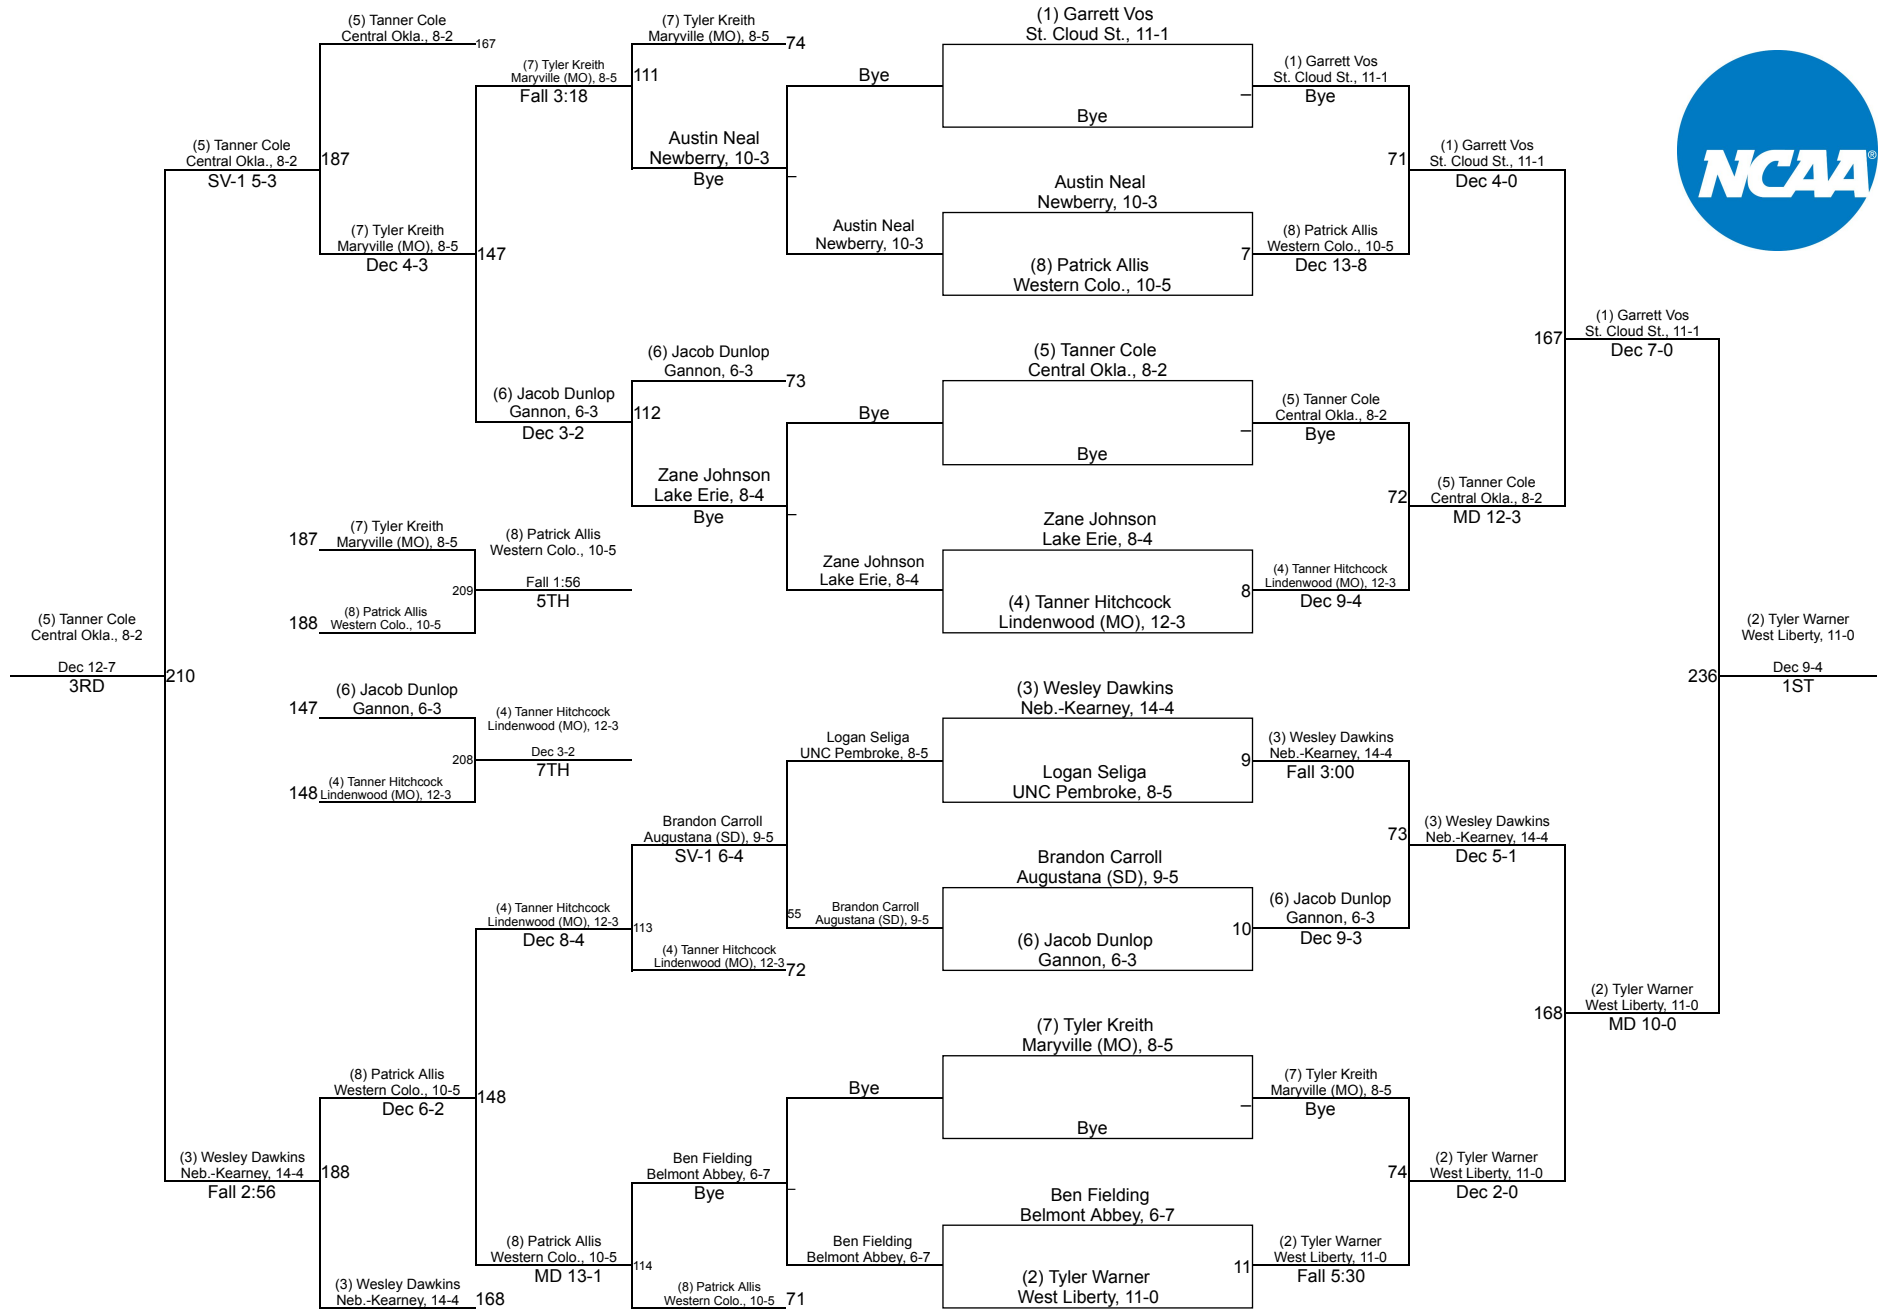 (5) Tanner Cole
Central Okla., 8-2
167
(7) Tyler Kreith
Maryville (MO), 8-5
74
(1) Garrett Vos
St. Cloud St., 11-1
(7) Tyler Kreith
Maryville (MO), 8-5
111
Fall 3:18
Bye
Bye
(1) Garrett Vos
St. Cloud St., 11-1
–
Bye
NCAA®
Austin Neal
Newberry, 10-3
Bye
–
(5) Tanner Cole
Central Okla., 8-2
187
SV-1 5-3
71
(1) Garrett Vos
St. Cloud St., 11-1
Dec 4-0
Austin Neal
Newberry, 10-3
(7) Tyler Kreith
Maryville (MO), 8-5
147
Dec 4-3
Austin Neal
Newberry, 10-3
(8) Patrick Allis
Western Colo., 10-5
7
(8) Patrick Allis
Western Colo., 10-5
Dec 13-8
167
(1) Garrett Vos
St. Cloud St., 11-1
Dec 7-0
(6) Jacob Dunlop
Gannon, 6-3
73
(5) Tanner Cole
Central Okla., 8-2
(6) Jacob Dunlop
Gannon, 6-3
112
Dec 3-2
Bye
Bye
(5) Tanner Cole
Central Okla., 8-2
–
Bye
Zane Johnson
Lake Erie, 8-4
Bye
–
72
(5) Tanner Cole
Central Okla., 8-2
MD 12-3
187
(7) Tyler Kreith
Maryville (MO), 8-5
(8) Patrick Allis
Western Colo., 10-5
Zane Johnson
Lake Erie, 8-4
209
Fall 1:56
5TH
Zane Johnson
Lake Erie, 8-4
(4) Tanner Hitchcock
Lindenwood (MO), 12-3
8
(4) Tanner Hitchcock
Lindenwood (MO), 12-3
Dec 9-4
188
(8) Patrick Allis
Western Colo., 10-5
(5) Tanner Cole
Central Okla., 8-2
Dec 12-7
3RD
210
236
(2) Tyler Warner
West Liberty, 11-0
Dec 9-4
1ST
147
(6) Jacob Dunlop
Gannon, 6-3
(4) Tanner Hitchcock
Lindenwood (MO), 12-3
(3) Wesley Dawkins
Neb.-Kearney, 14-4
208
Dec 3-2
7TH
Logan Seliga
UNC Pembroke, 8-5
Logan Seliga
UNC Pembroke, 8-5
9
(3) Wesley Dawkins
Neb.-Kearney, 14-4
Fall 3:00
148
(4) Tanner Hitchcock
Lindenwood (MO), 12-3
Brandon Carroll
Augustana (SD), 9-5
SV-1 6-4
73
(3) Wesley Dawkins
Neb.-Kearney, 14-4
Dec 5-1
Brandon Carroll
Augustana (SD), 9-5
(4) Tanner Hitchcock
Lindenwood (MO), 12-3
113
Dec 8-4
55
Brandon Carroll
Augustana (SD), 9-5
(6) Jacob Dunlop
Gannon, 6-3
10
(6) Jacob Dunlop
Gannon, 6-3
Dec 9-3
(4) Tanner Hitchcock
Lindenwood (MO), 12-3
72
168
(2) Tyler Warner
West Liberty, 11-0
MD 10-0
(7) Tyler Kreith
Maryville (MO), 8-5
(8) Patrick Allis
Western Colo., 10-5
148
Dec 6-2
Bye
Bye
(7) Tyler Kreith
Maryville (MO), 8-5
–
Bye
(3) Wesley Dawkins
Neb.-Kearney, 14-4
188
Fall 2:56
Ben Fielding
Belmont Abbey, 6-7
Bye
–
74
(2) Tyler Warner
West Liberty, 11-0
Dec 2-0
Ben Fielding
Belmont Abbey, 6-7
(8) Patrick Allis
Western Colo., 10-5
114
MD 13-1
Ben Fielding
Belmont Abbey, 6-7
(2) Tyler Warner
West Liberty, 11-0
11
(2) Tyler Warner
West Liberty, 11-0
Fall 5:30
(3) Wesley Dawkins
Neb.-Kearney, 14-4
168
(8) Patrick Allis
Western Colo., 10-5
71